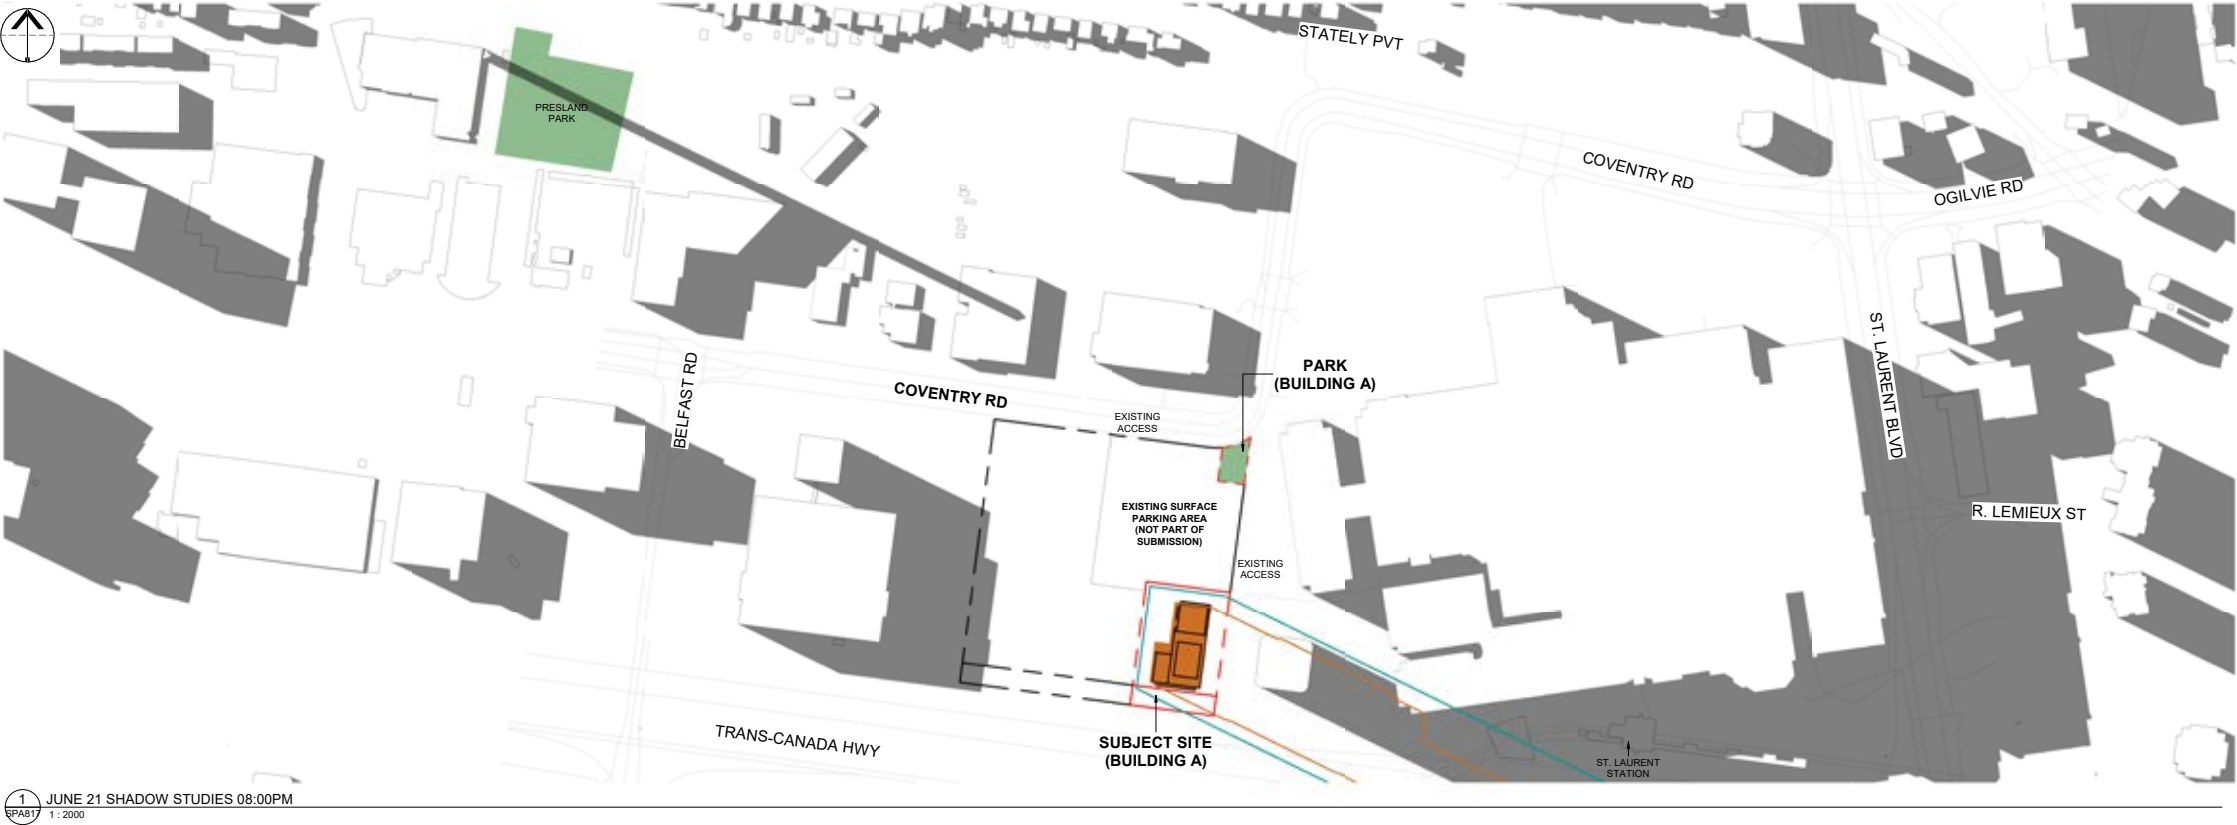 STATELY PVT
PRESLAND
PARK
COVENTRY RD
OGILVIE RD
ST. LAURENT BLVD
BELFAST RD
COVENTRY RD
PARK
(BUILDING A)
EXISTING
ACCESS
EXISTING SURFACE
PARKING AREA
(NOT PART OF
SUBMISSION)
R. LEMIEUX ST
EXISTING
ACCESS
TRANS-CANADA HWY
SUBJECT SITE
(BUILDING A)
ST. LAURENT
STATION
1
JUNE 21 SHADOW STUDIES 08:00PM
SPA817
1 : 2000